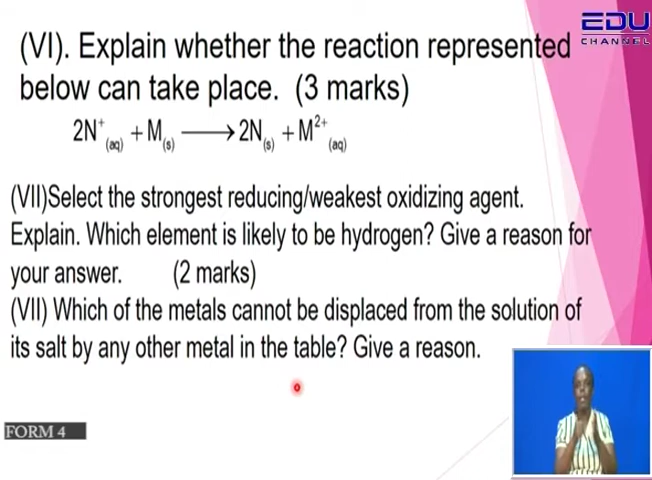 EDU
CHANNEL
(VI). Explain whether the reaction represented
below can take place. (3 marks)
2N⁺(aq) + M(s) ⟶ 2N(s) + M²⁺(aq)
(VII)Select the strongest reducing/weakest oxidizing agent.
Explain. Which element is likely to be hydrogen? Give a reason for
your answer. (2 marks)
(VII) Which of the metals cannot be displaced from the solution of
its salt by any other metal in the table? Give a reason.
FORM 4